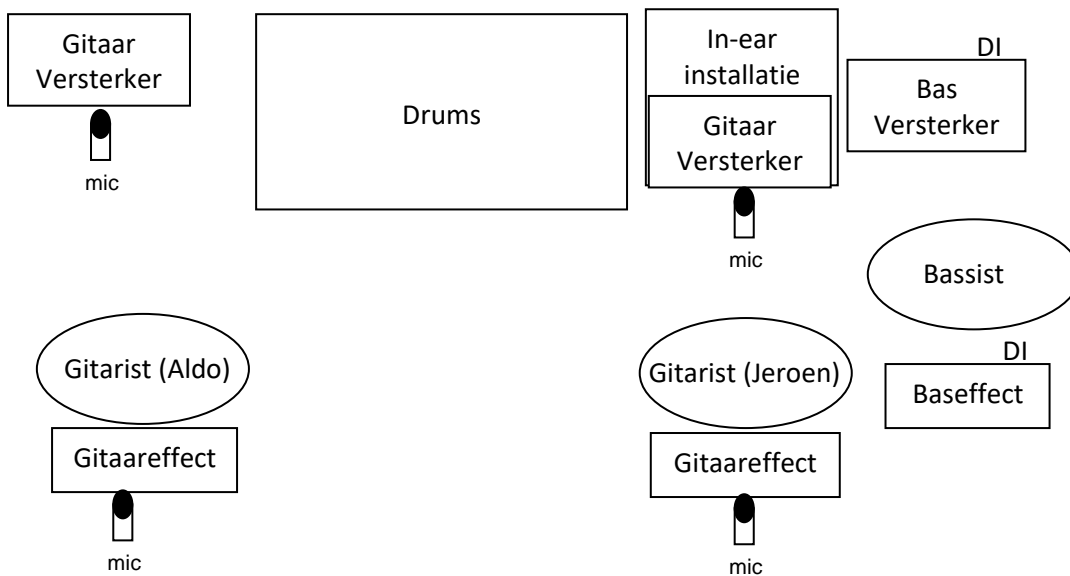 Gitaar
Versterker
mic
Drums
In-ear
installatie
Gitaar
Versterker
mic
DI
Bas
Versterker
Bassist
Gitarist (Aldo)
Gitaareffect
mic
Gitarist (Jeroen)
Gitaareffect
mic
DI
Baseffect